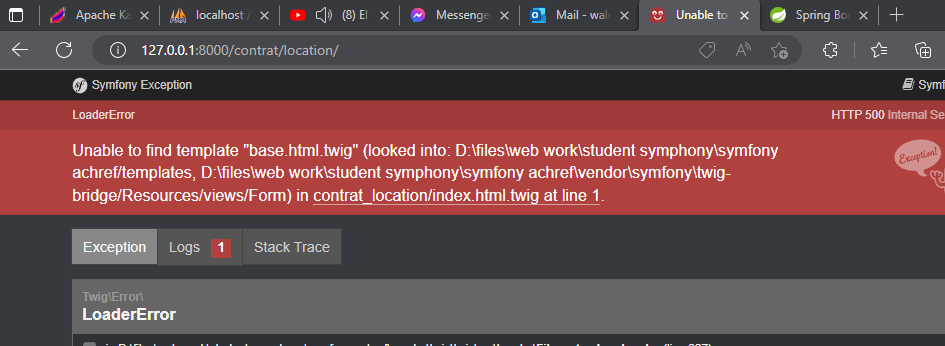 Apache Ka
localhost /
(8) El
Messenge
Mail - wal
Unable to
Spring Bo
127.0.0.1:8000/contrat/location/
Symfony Exception
Symf
LoaderError
HTTP 500 Internal Se
Unable to find template "base.html.twig" (looked into: D:\files\web work\student symphony\symfony
achref/templates, D:\files\web work\student symphony\symfony achref\vendor\symfony\twig-
bridge/Resources/views/Form) in contrat_location/index.html.twig at line 1.
Exception!
Exception
Logs 1
Stack Trace
Twig\Error\
LoaderError